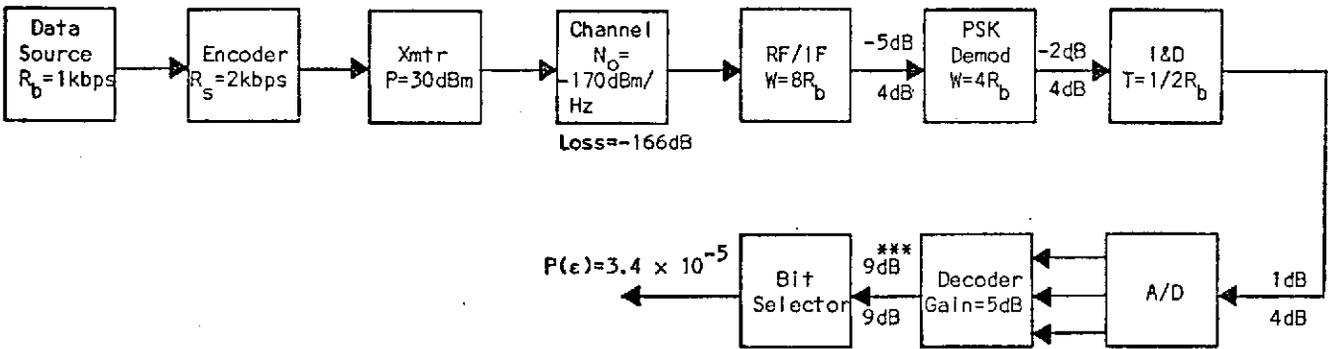 Data
Source
R_b=1kbps
Encoder
R_s=2kbps
Xmtr
P=30dBm
Channel
N_o=
-170dBm/
Hz
Loss=-166dB
RF/IF
W=8R_b
-5dB
4dB
PSK
Demod
W=4R_b
-2dB
4dB
I&D
T=1/2R_b
P(ε)=3.4 × 10^-5
Bit
Selector
***
9dB
9dB
Decoder
Gain=5dB
A/D
1dB
4dB